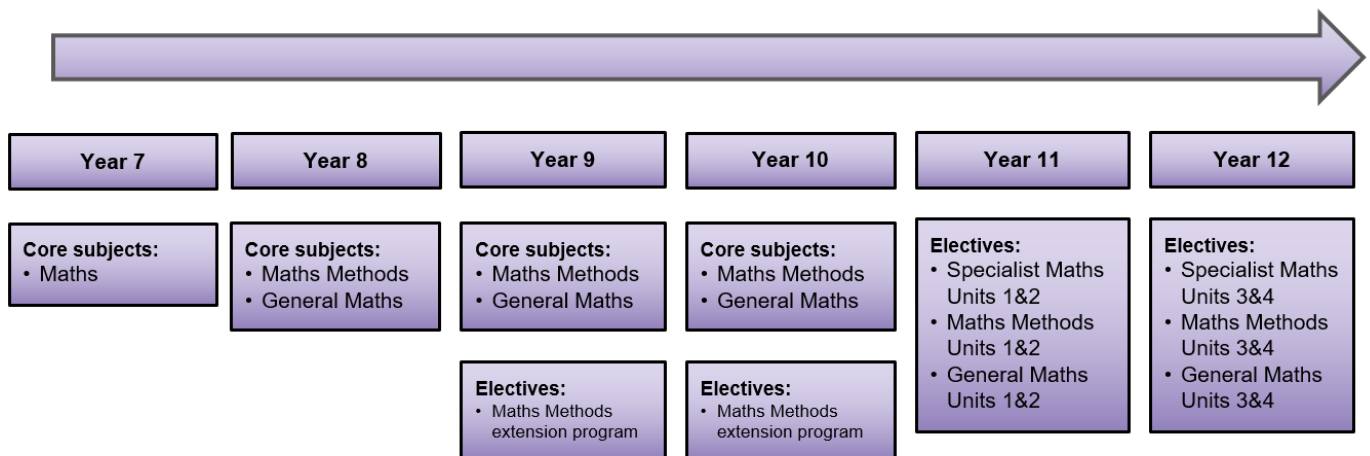 Year 7
Year 8
Year 9
Year 10
Year 11
Year 12
Core subjects:
• Maths
Core subjects:
• Maths Methods
• General Maths
Core subjects:
• Maths Methods
• General Maths
Electives:
• Maths Methods
extension program
Core subjects:
• Maths Methods
• General Maths
Electives:
• Maths Methods
extension program
Electives:
• Specialist Maths
Units 1&2
• Maths Methods
Units 1&2
• General Maths
Units 1&2
Electives:
• Specialist Maths
Units 3&4
• Maths Methods
Units 3&4
• General Maths
Units 3&4